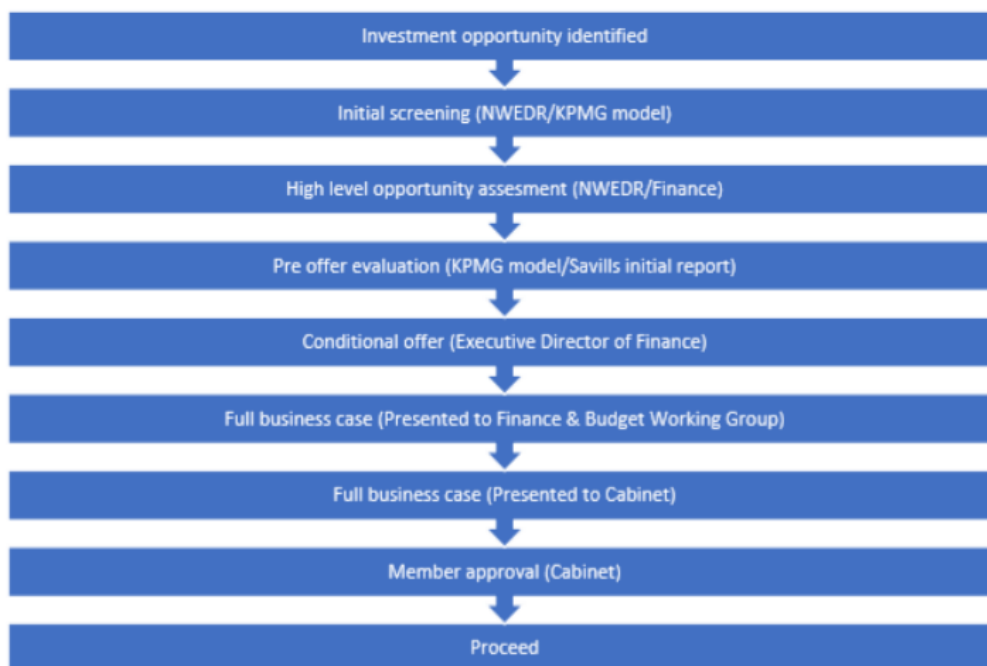 Investment opportunity identified
Initial screening (NWEDR/KPMG model)
High level opportunity assesment (NWEDR/Finance)
Pre offer evaluation (KPMG model/Savills initial report)
Conditional offer (Executive Director of Finance)
Full business case (Presented to Finance & Budget Working Group)
Full business case (Presented to Cabinet)
Member approval (Cabinet)
Proceed